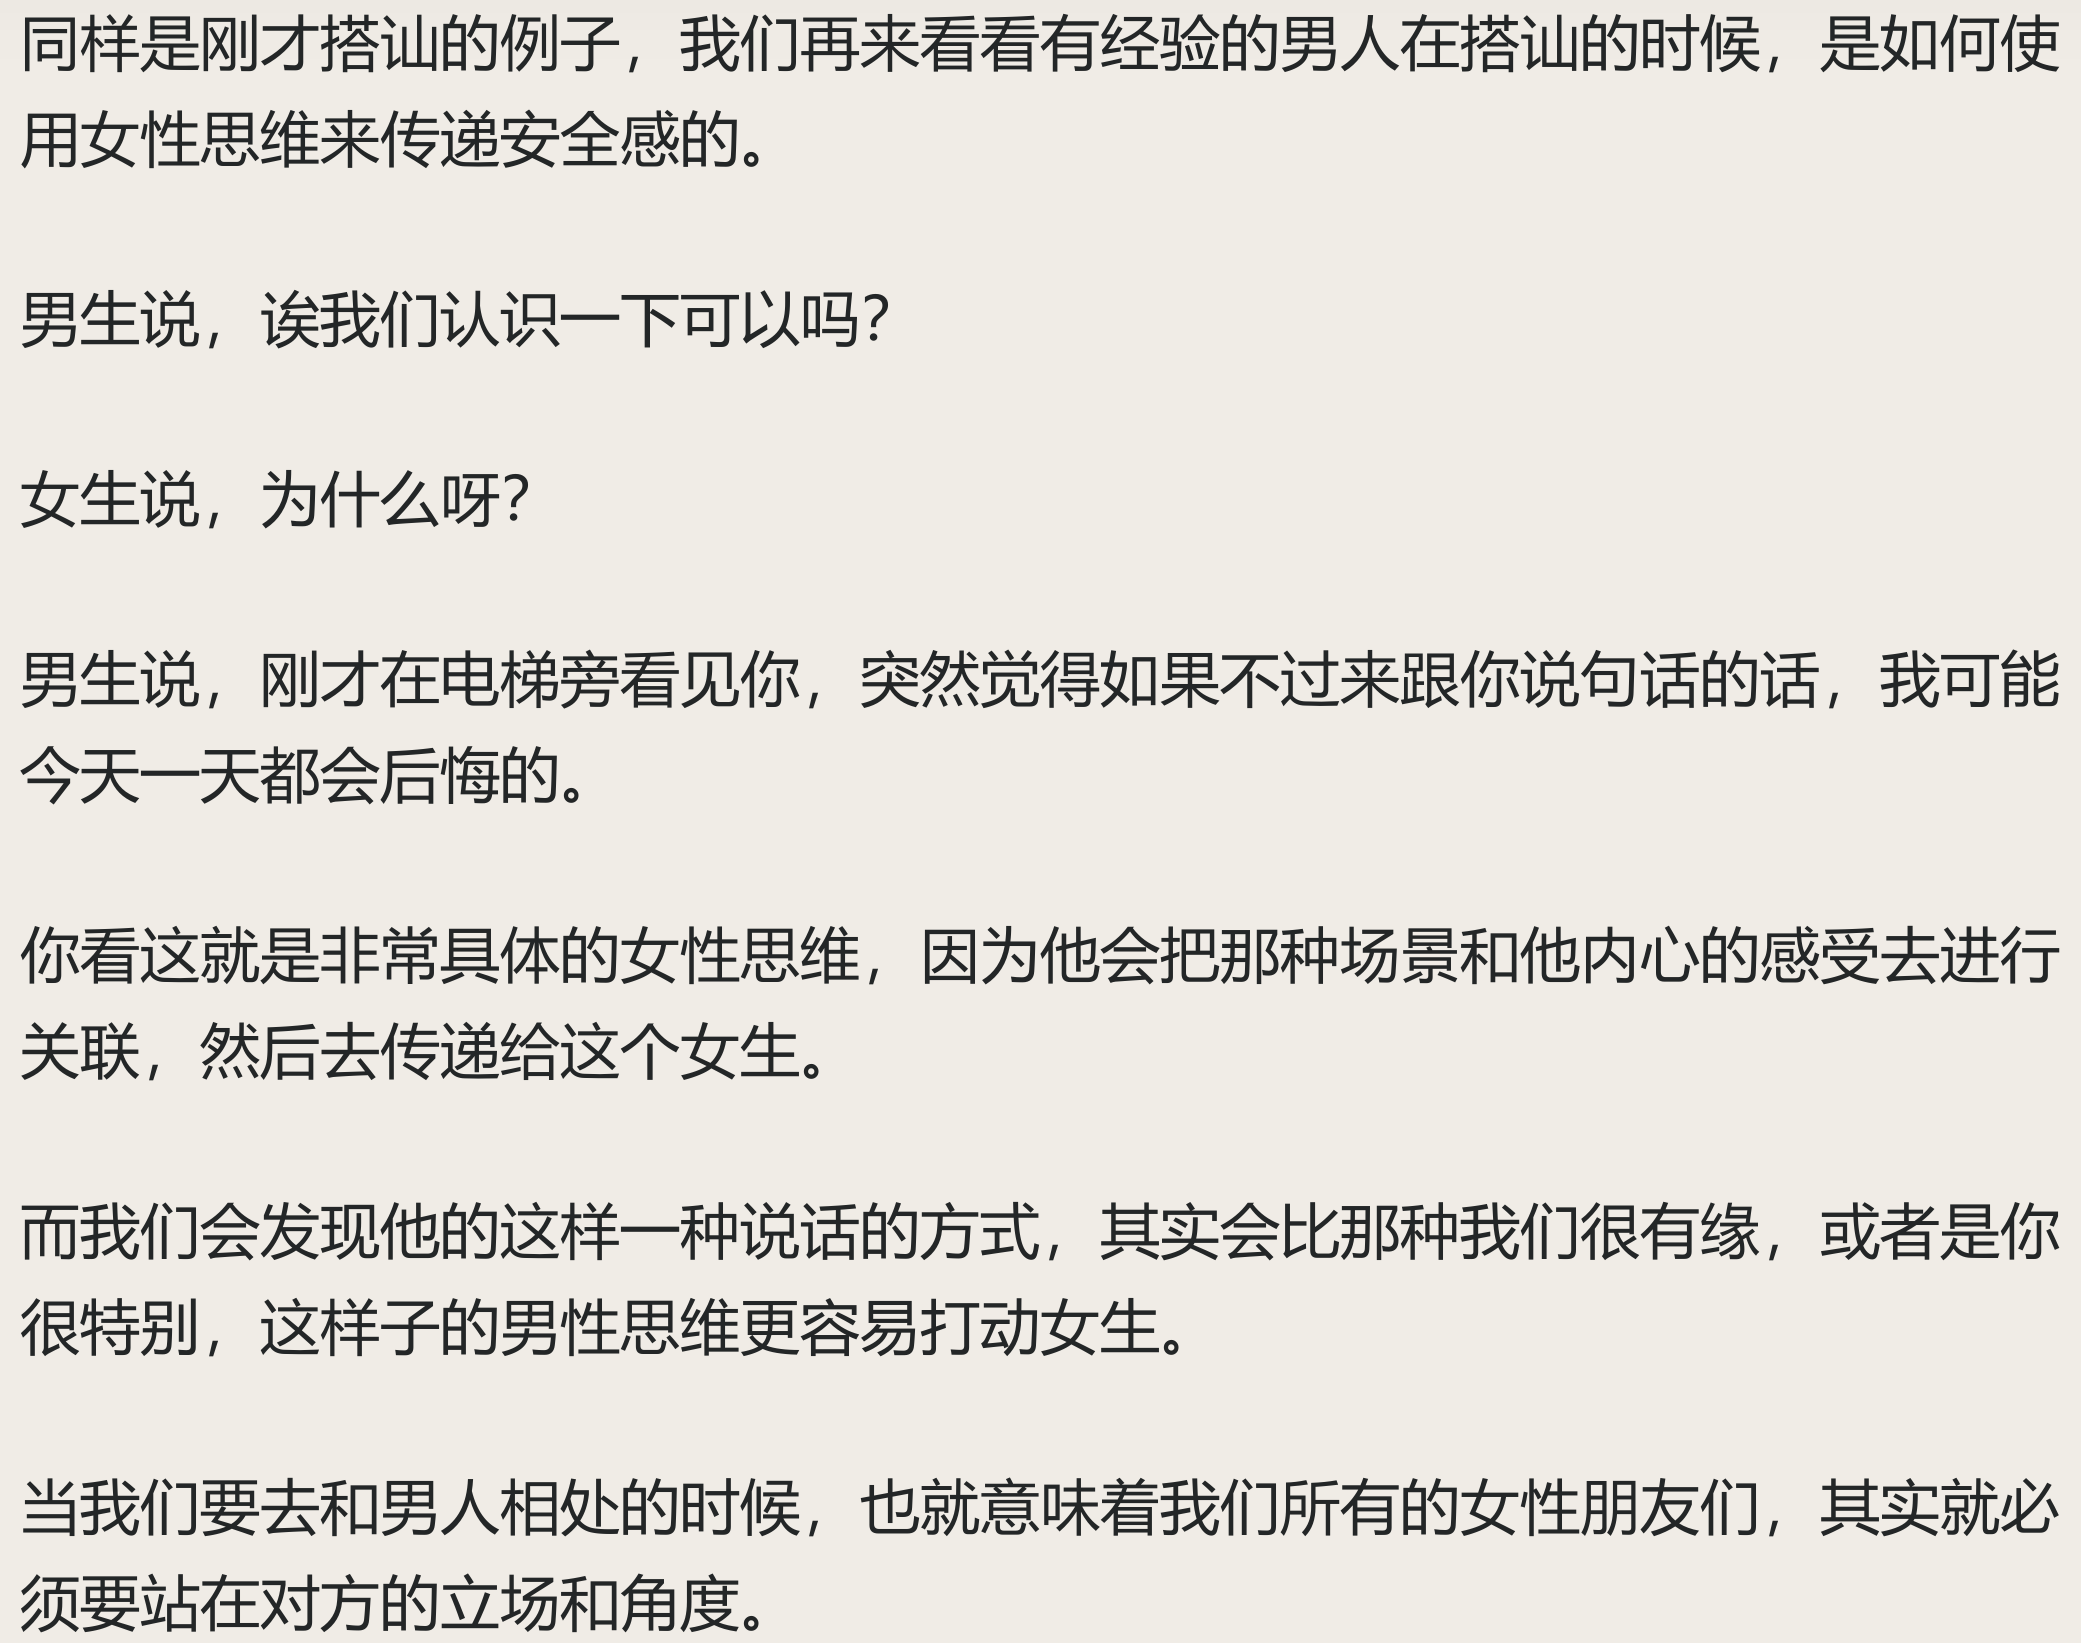 同样是刚才搭讪的例子，我们再来看看有经验的男人在搭讪的时候，是如何使
用女性思维来传递安全感的。
男生说，诶我们认识一下可以吗？
女生说，为什么呀？
男生说，刚才在电梯旁看见你，突然觉得如果不过来跟你说句话的话，我可能
今天一天都会后悔的。
你看这就是非常具体的女性思维，因为他会把那种场景和他内心的感受去进行
关联，然后去传递给这个女生。
而我们会发现他的这样一种说话的方式，其实会比那种我们很有缘，或者是你
很特别，这样子的男性思维更容易打动女生。
当我们要去和男人相处的时候，也就意味着我们所有的女性朋友们，其实就必
须要站在对方的立场和角度。